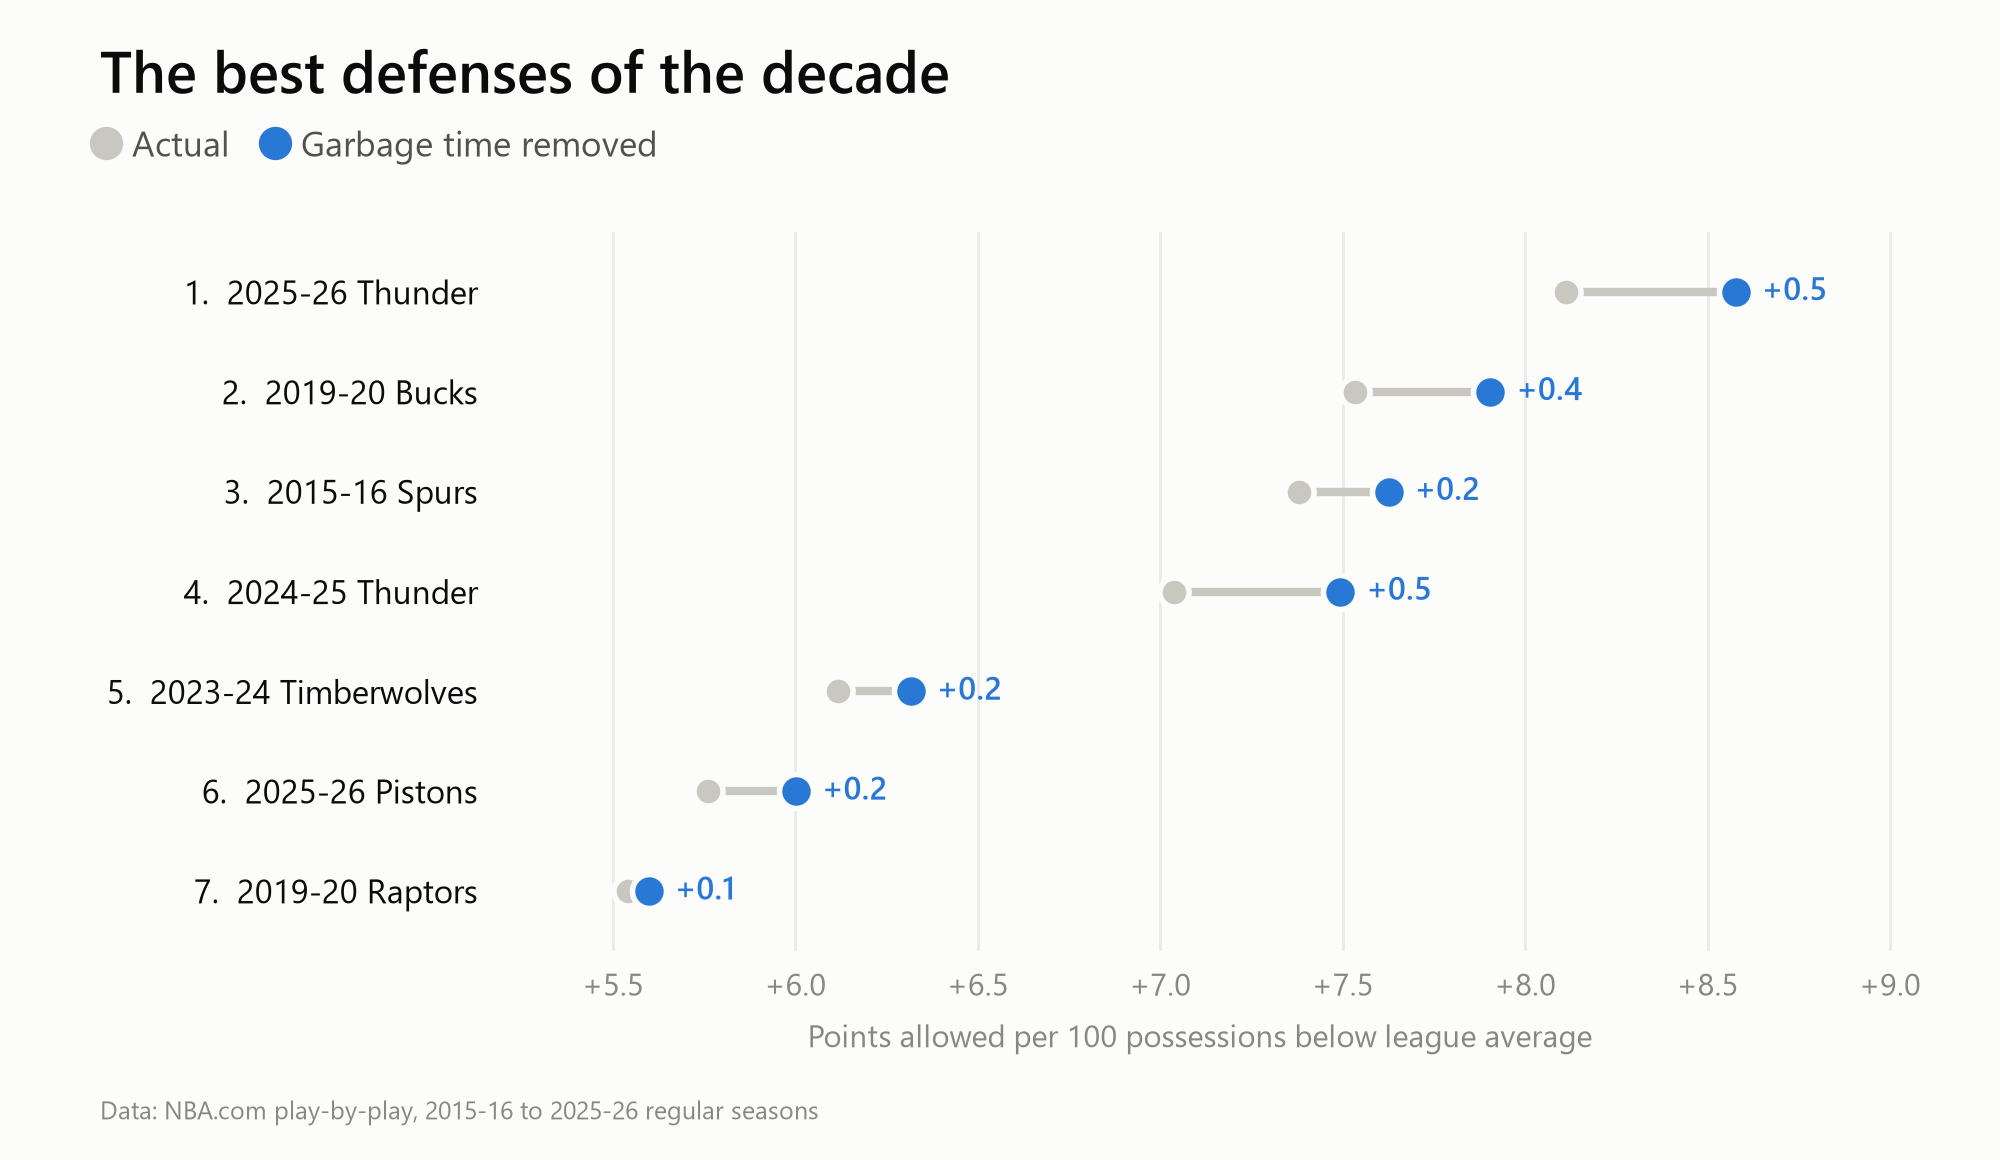 The best defenses of the decade
Actual Garbage time removed
1. 2025-26 Thunder +0.5
2. 2019-20 Bucks +0.4
3. 2015-16 Spurs +0.2
4. 2024-25 Thunder +0.5
5. 2023-24 Timberwolves +0.2
6. 2025-26 Pistons +0.2
7. 2019-20 Raptors +0.1
+5.5 +6.0 +6.5 +7.0 +7.5 +8.0 +8.5 +9.0
Points allowed per 100 possessions below league average
Data: NBA.com play-by-play, 2015-16 to 2025-26 regular seasons